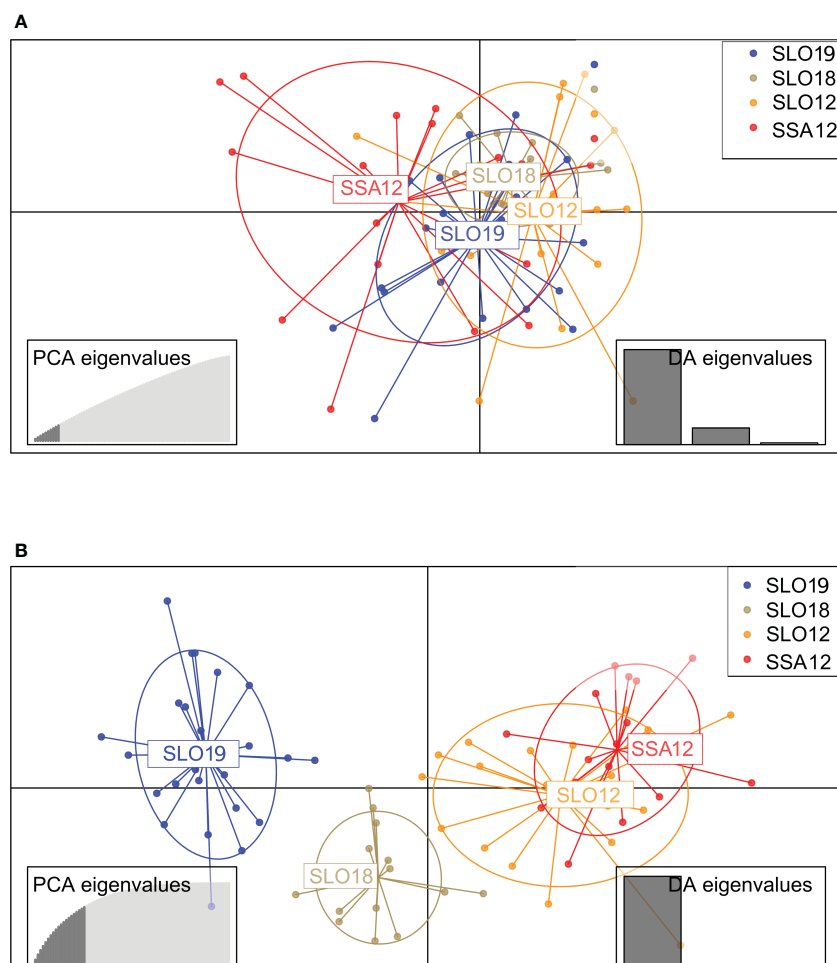 A
SLO19
SLO18
SLO12
SSA12
SLO18
SSA12
SLO12
SLO19
PCA eigenvalues
DA eigenvalues
B
SLO19
SLO18
SLO12
SSA12
SLO19
SSA12
SLO12
SLO18
PCA eigenvalues
DA eigenvalues